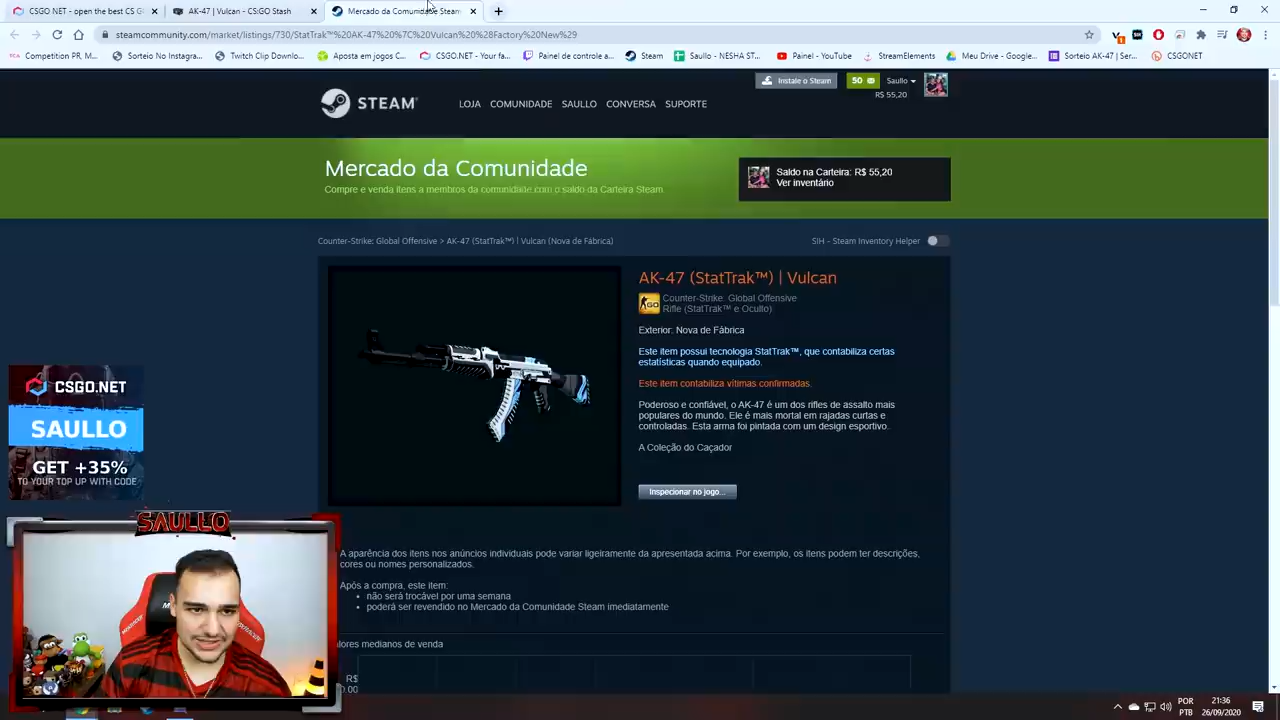 CSGO.NET - Case CS
AK-47 | Vulcan - CS:GO Stash
Mercado da Comunidade Steam
steamcommunity.com/market/listings/730/StatTrak™%20AK-47%20%7C%20Vulcan%20%28Factory%20New%29
Competition PR, M...
Sorteio No Instagra...
Twitch Clip Downlo...
Aposta em jogos C...
CSGO.NET - Your fa...
Painel de controle a...
Steam
Saullo - NESHA ST...
Painel - YouTube
StreamElements
Meu Drive - Google...
Sorteio AK-47 | Ser...
CSGONET
Instale o Steam
50
Saullo
R$ 55,20
STEAM
LOJA COMUNIDADE SAULLO CONVERSA SUPORTE
Mercado da Comunidade
Compre e venda itens a membros da comunidade com o saldo da Carteira Steam
Saldo na Carteira: R$ 55,20
Ver inventário
Counter-Strike: Global Offensive > AK-47 (StatTrak™) | Vulcan (Nova de Fábrica)
SIH - Steam Inventory Helper
AK-47 (StatTrak™) | Vulcan
Counter-Strike: Global Offensive
Rifle (StatTrak™ e Oculto)
Exterior: Nova de Fábrica
Este item possui tecnologia StatTrak™, que contabiliza certas
estatísticas quando equipado.
Este item contabiliza vítimas confirmadas.
Poderoso e confiável, o AK-47 é um dos rifles de assalto mais
populares do mundo. Ele é mais mortal em rajadas curtas e
controladas. Esta arma foi pintada com um design esportivo.
A Coleção do Caçador
Inspecionar no jogo...
CSGO.NET
SAULLO
GET +35%
TO YOUR TOP UP WITH CODE
SAULLO
A aparência dos itens nos anúncios individuais pode variar ligeiramente da apresentada acima. Por exemplo, os itens podem ter descrições,
cores ou nomes personalizados.
Após a compra, este item:
não será trocável por uma semana
poderá ser revendido no Mercado da Comunidade Steam imediatamente
alores medianos de venda
R$
0.00
POR
PTB
21:36
26/09/2020